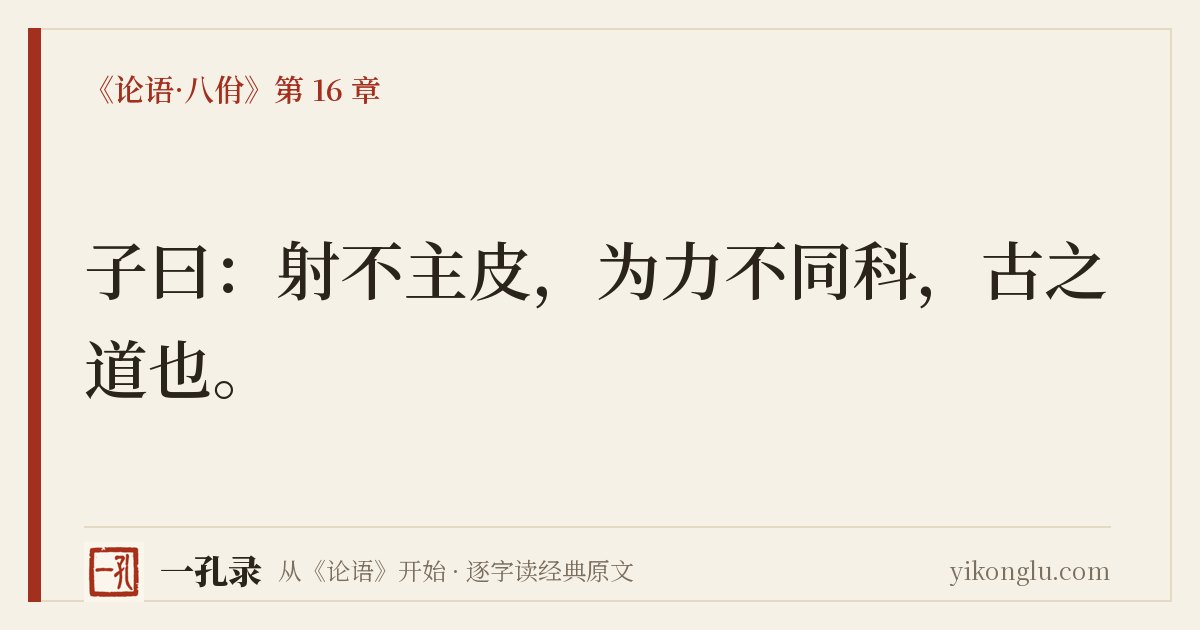 《论语·八佾》第 16 章
子曰：射不主皮，为力不同科，古之
道也。
一孔
一孔录 从《论语》开始 · 逐字读经典原文 yikonglu.com